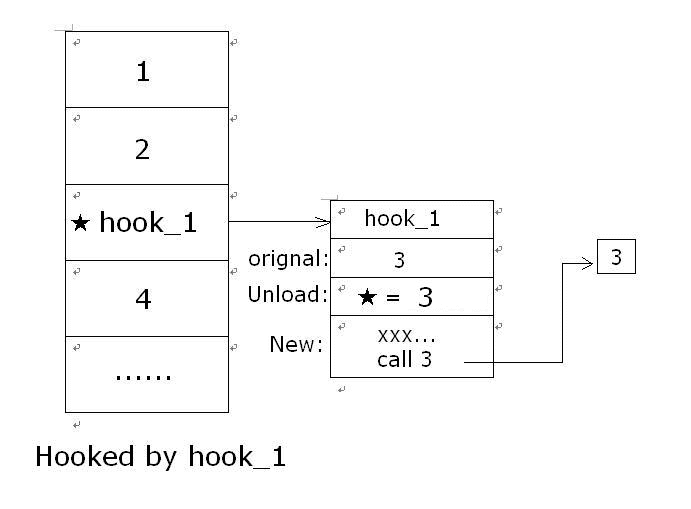 1
2
★ hook_1
4
......
hook_1
orignal: 3
Unload: ★ = 3
New: xxx...
call 3
3
Hooked by hook_1